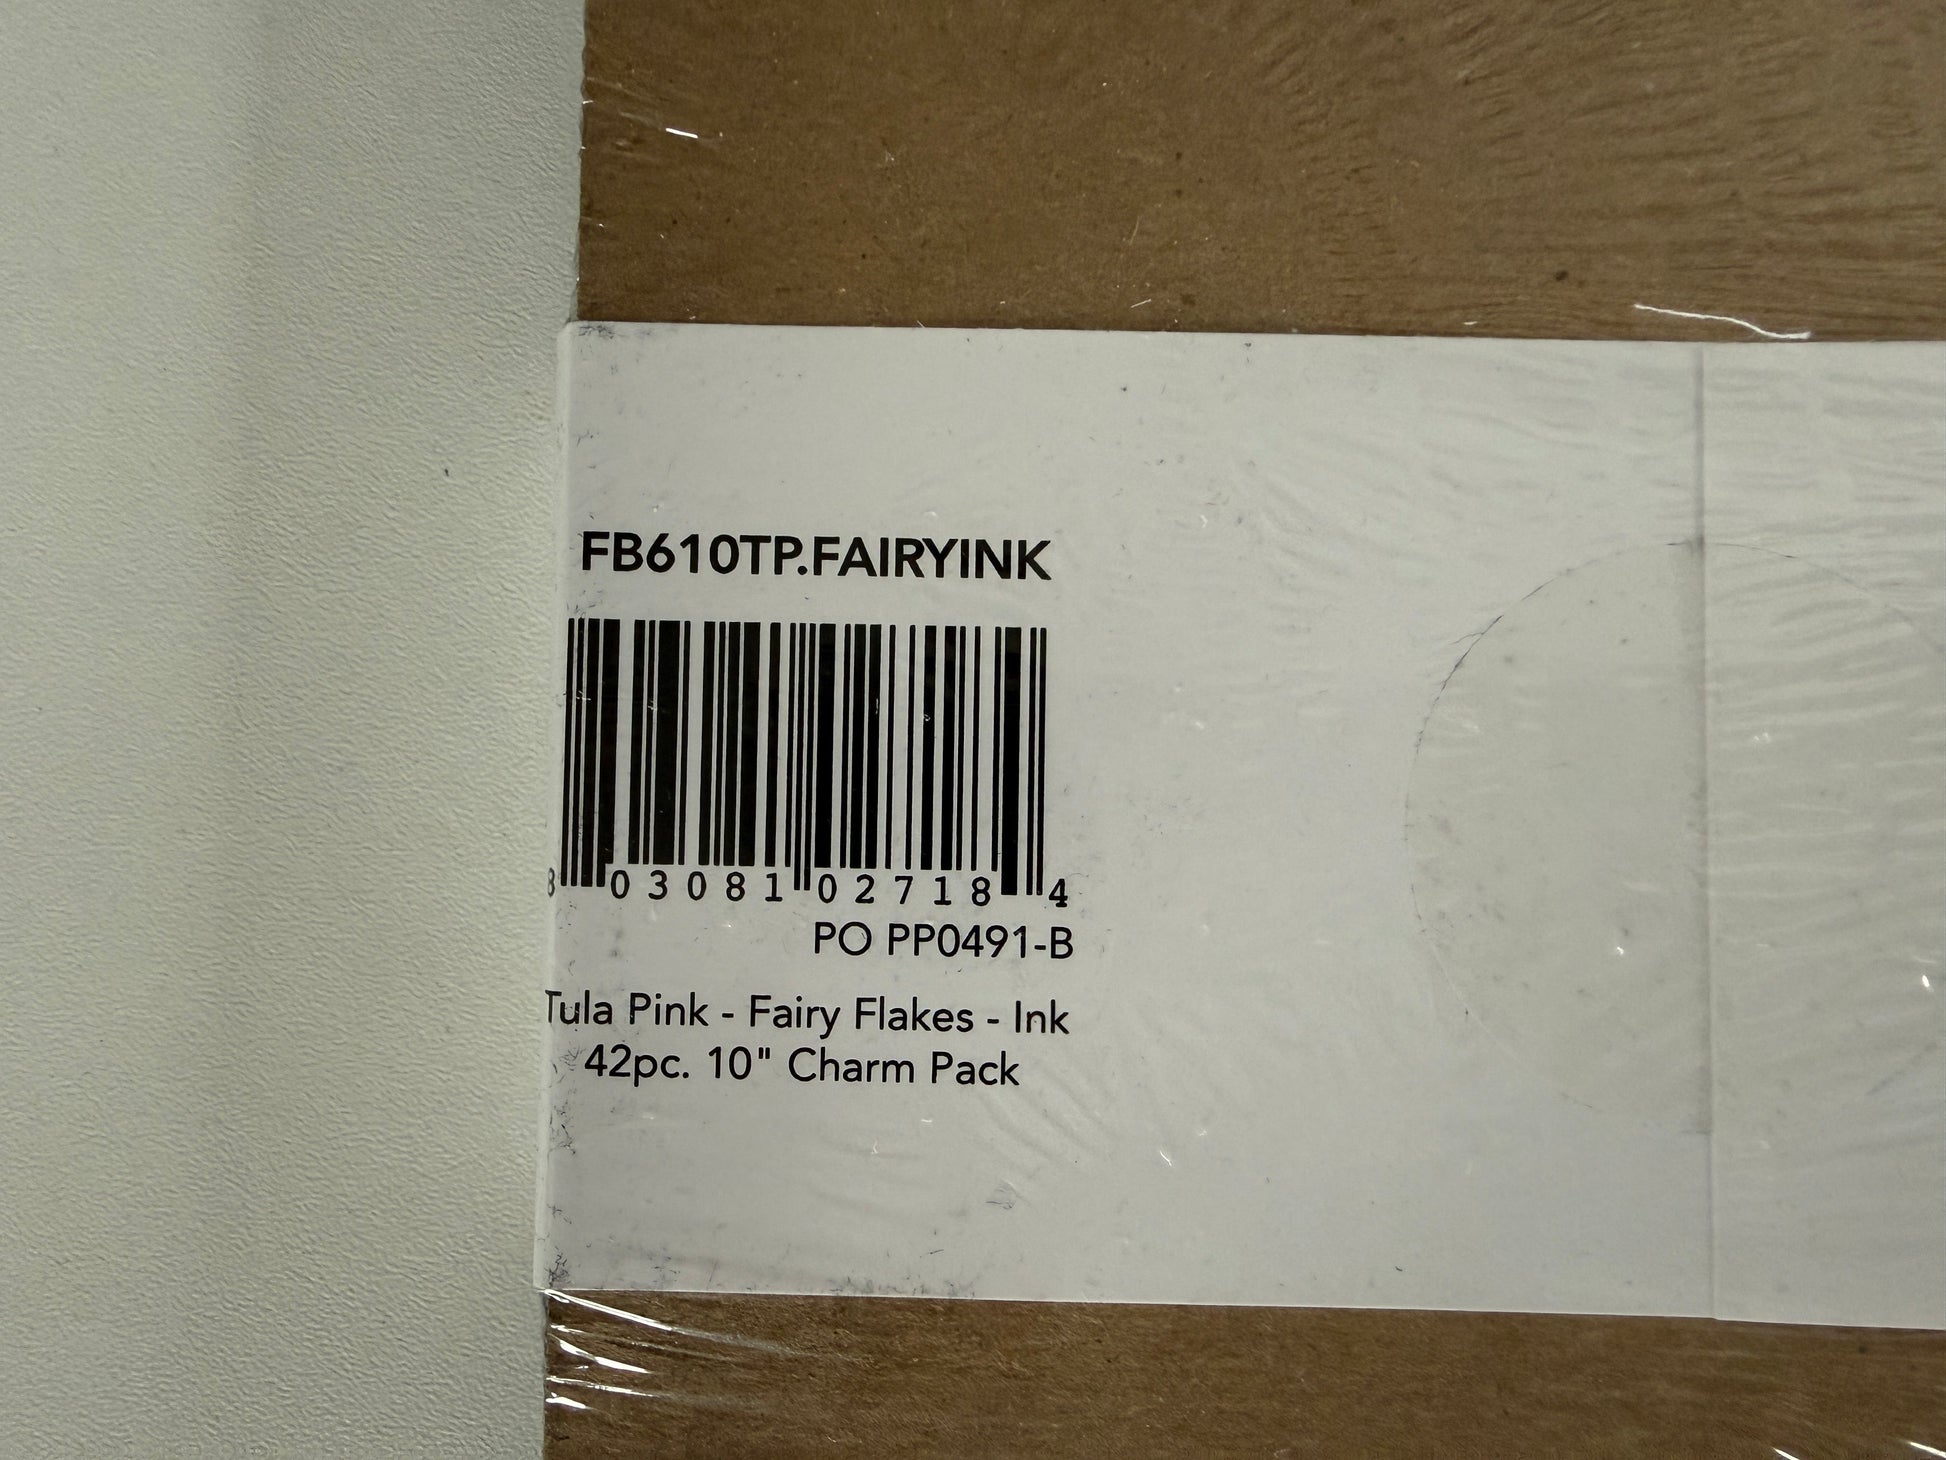 FB610TP.FAIRYINK
8 03081 02718 4
PO PP0491-B
Tula Pink - Fairy Flakes - Ink
42pc. 10" Charm Pack